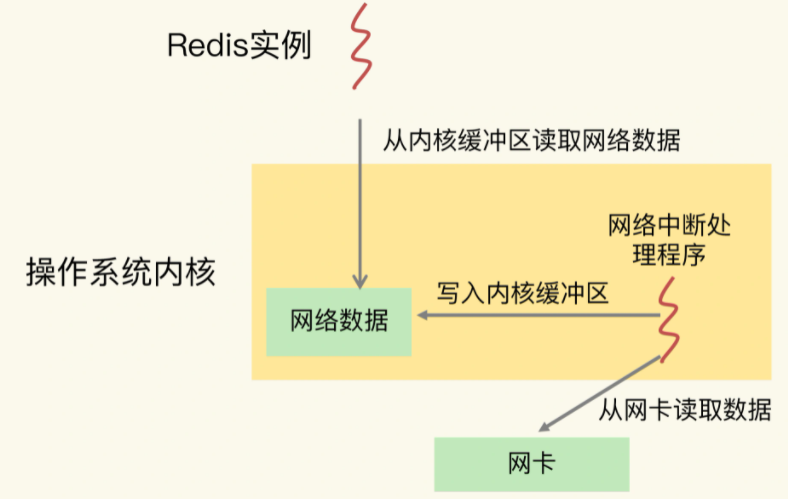 Redis实例
从内核缓冲区读取网络数据
网络中断处
理程序
操作系统内核
写入内核缓冲区
网络数据
从网卡读取数据
网卡